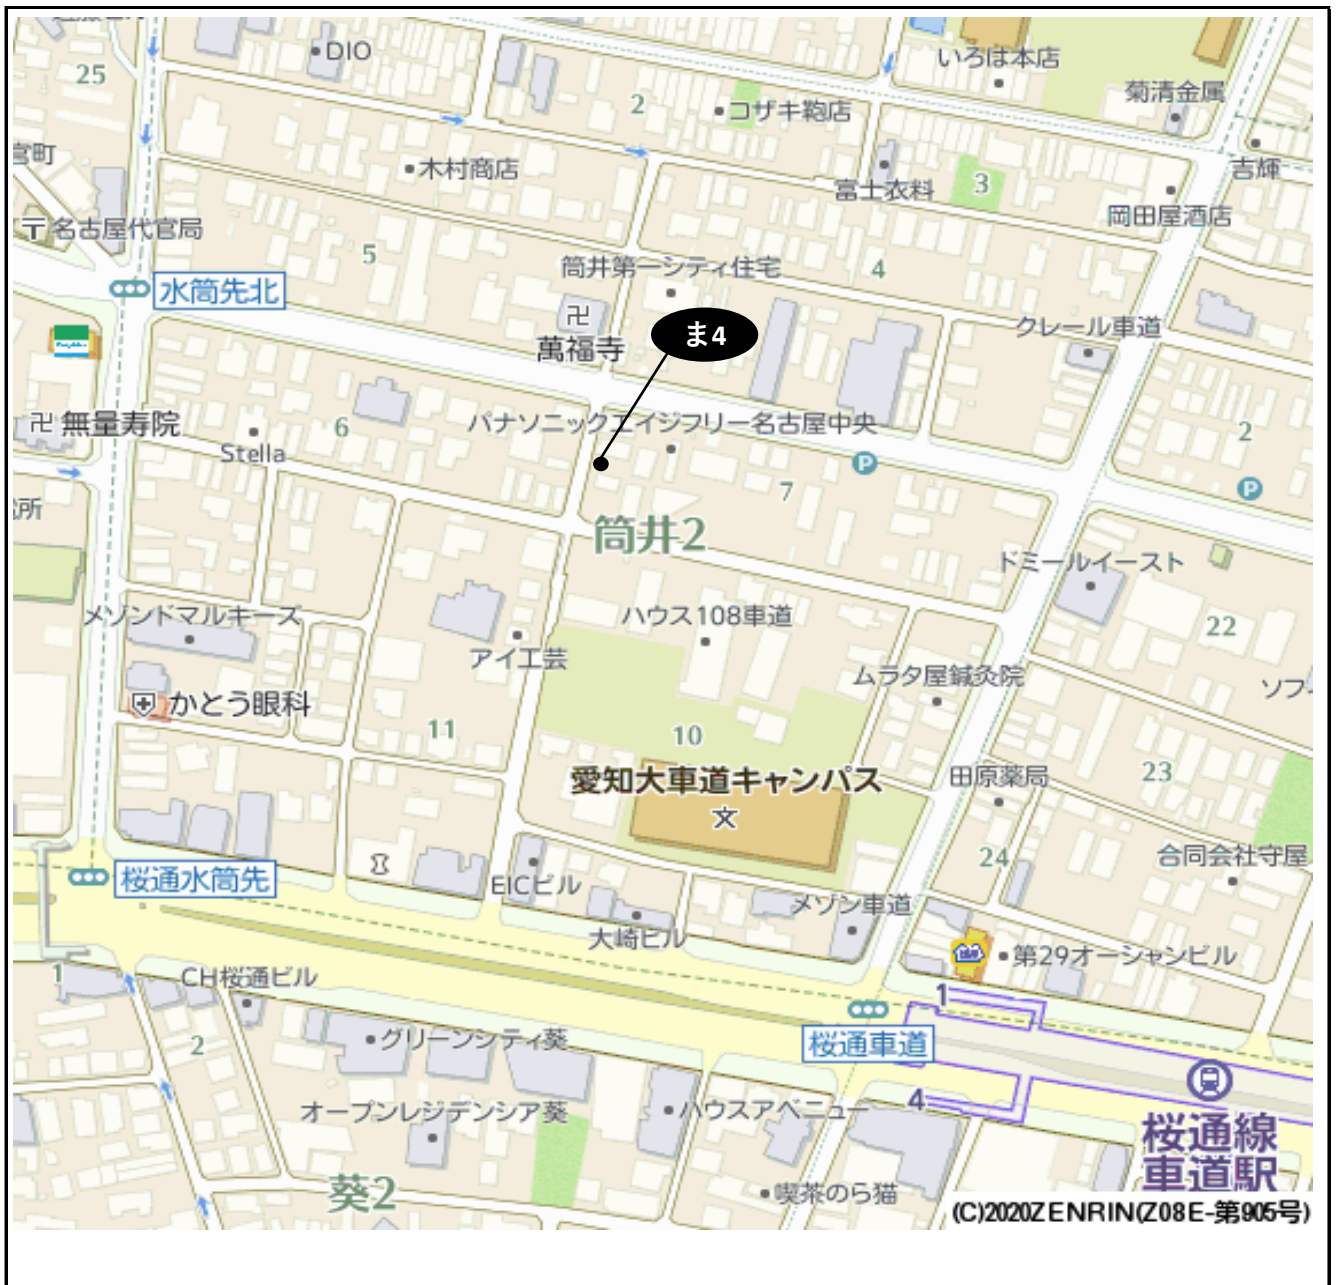 25
DIO
2
コザキ鞄店
いろは本店
菊清金属
吉輝
宮町
木村商店
富士衣料
3
岡田屋酒店
〒名古屋代官局
5
筒井第一シティ住宅
4
水筒先北
卍
萬福寺
ま4
クレール車道
卍無量寿院
Stella
6
パナソニックエイジフリー名古屋中央
P
7
2
P
筒井2
ドミールイースト
メゾンドマルキーズ
アイ工芸
ハウス108車道
22
ムラタ屋鍼灸院
ソフ
かとう眼科
11
10
愛知大車道キャンパス
文
田原薬局
23
24
合同会社守屋
桜通水筒先
EICビル
大崎ビル
メゾン車道
第29オーシャンビル
1
CH桜通ビル
1
桜通車道
2
グリーンシティ葵
オープンレジデンシア葵
ハウスアベニュー
4
桜通線
車道駅
葵2
喫茶のら猫
(C)2020ZENRIN(Z08E-第905号)